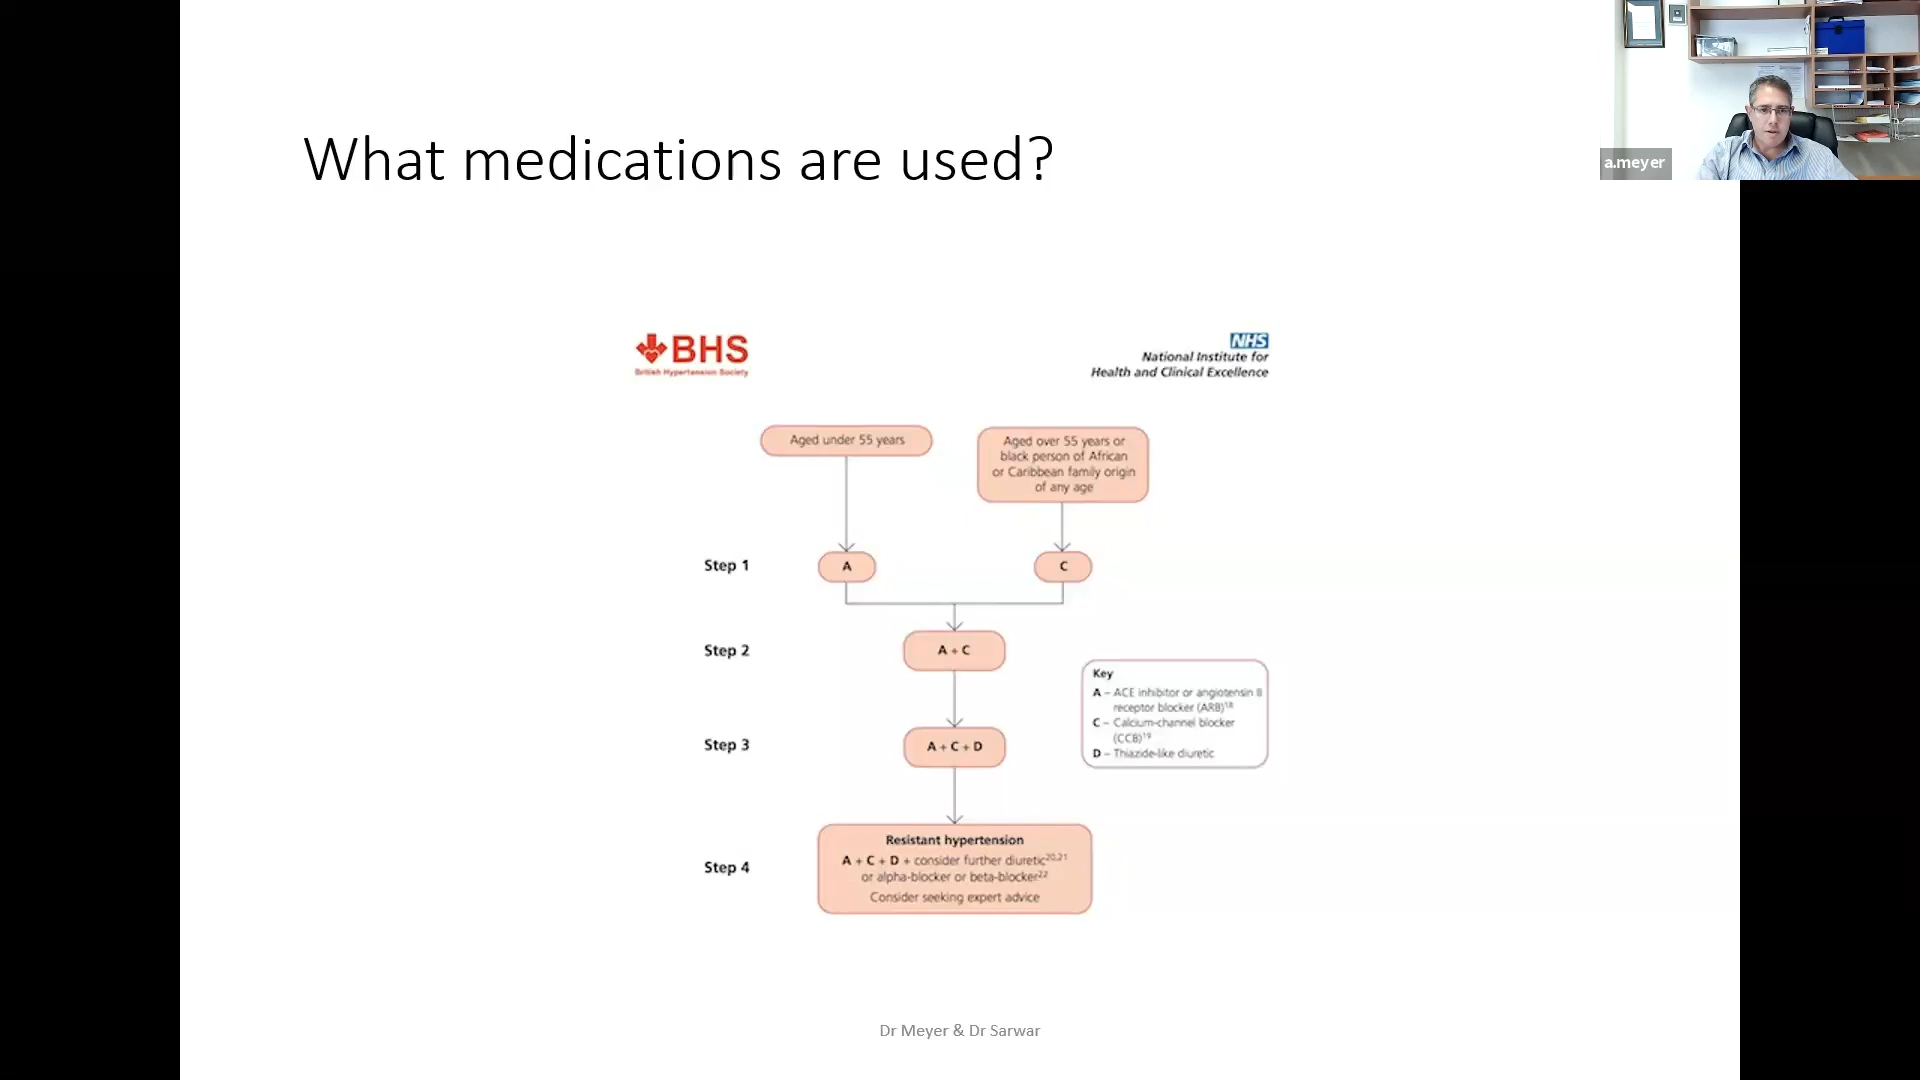 a.meyer
What medications are used?
BHS
British Hypertension Society
NHS
National Institute for
Health and Clinical Excellence
Aged under 55 years
Aged over 55 years or
black person of African
or Caribbean family origin
of any age
Step 1
A
C
Step 2
A + C
Key
A – ACE inhibitor or angiotensin II
receptor blocker (ARB)18
C – Calcium-channel blocker
(CCB)19
D – Thiazide-like diuretic
Step 3
A + C + D
Step 4
Resistant hypertension
A + C + D + consider further diuretic20,21
or alpha-blocker or beta-blocker22
Consider seeking expert advice
Dr Meyer & Dr Sarwar